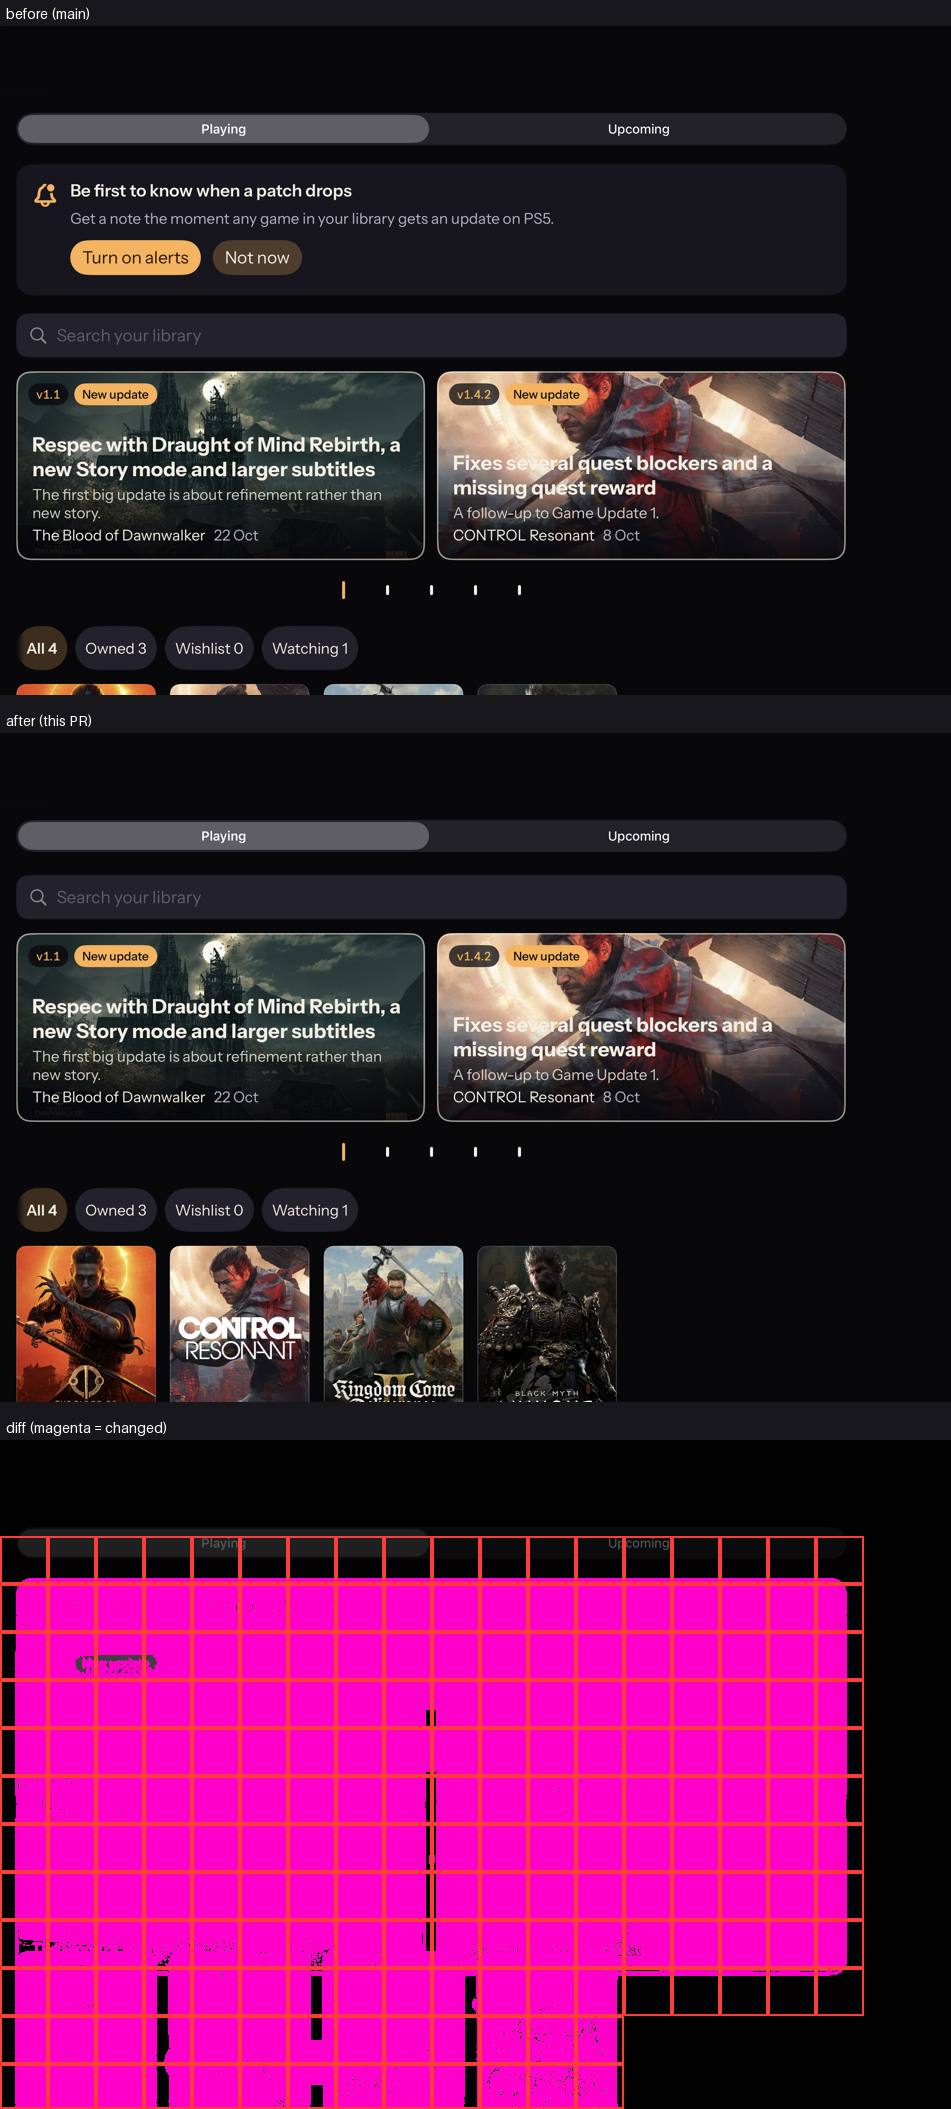 before (main)
Playing
Upcoming
Be first to know when a patch drops
Get a note the moment any game in your library gets an update on PS5.
Turn on alerts
Not now
Search your library
v1.1
New update
Respec with Draught of Mind Rebirth, a
new Story mode and larger subtitles
The first big update is about refinement rather than
new story.
The Blood of Dawnwalker 22 Oct
v1.4.2
New update
Fixes several quest blockers and a
missing quest reward
A follow-up to Game Update 1.
CONTROL Resonant 8 Oct
All 4
Owned 3
Wishlist 0
Watching 1
after (this PR)
Playing
Upcoming
Search your library
v1.1
New update
Respec with Draught of Mind Rebirth, a
new Story mode and larger subtitles
The first big update is about refinement rather than
new story.
The Blood of Dawnwalker 22 Oct
v1.4.2
New update
Fixes several quest blockers and a
missing quest reward
A follow-up to Game Update 1.
CONTROL Resonant 8 Oct
All 4
Owned 3
Wishlist 0
Watching 1
CONTROL
RESONANT
Kingdom Come
II
BLACK MYTH
diff (magenta = changed)
Playing
Upcoming